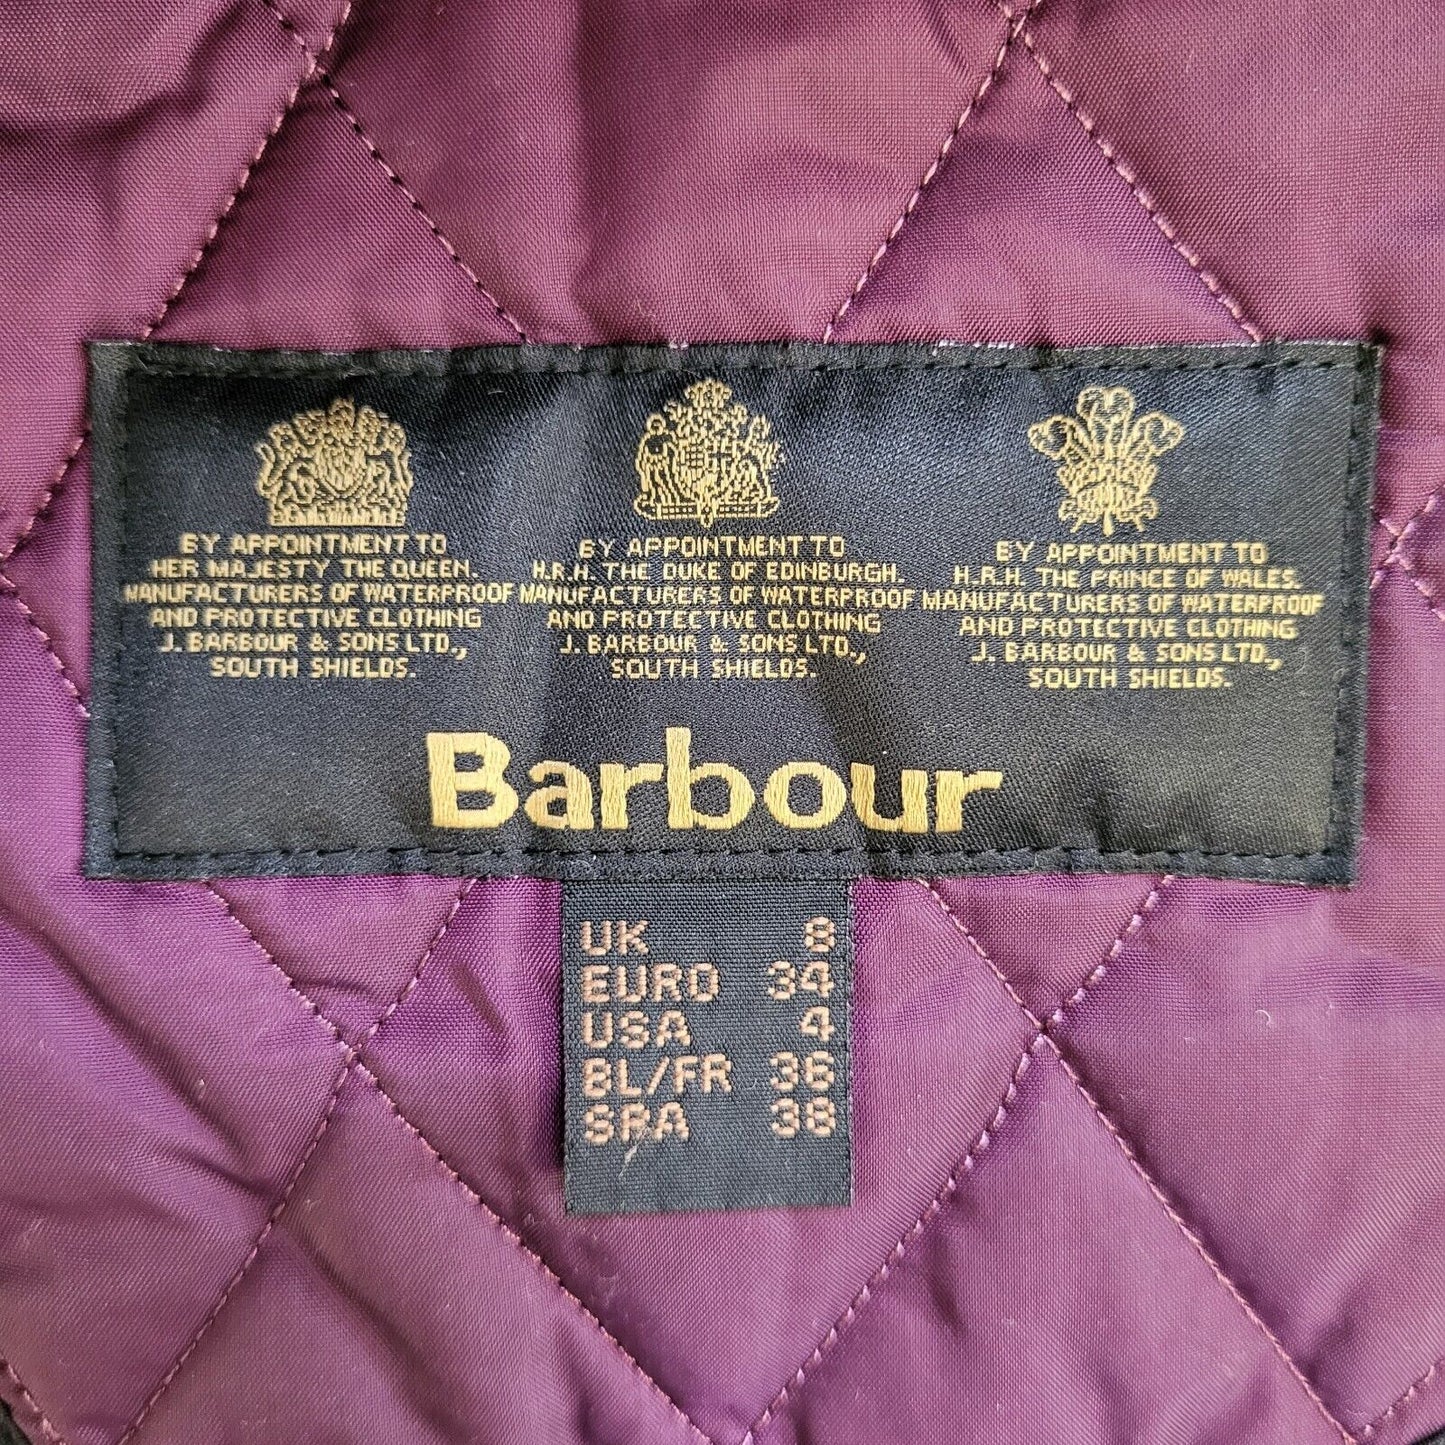 BY APPOINTMENT TO
HER MAJESTY THE QUEEN.
MANUFACTURERS OF WATERPROOF
AND PROTECTIVE CLOTHING
J. BARBOUR & SONS LTD.,
SOUTH SHIELDS.
BY APPOINTMENT TO
H.R.H. THE DUKE OF EDINBURGH.
MANUFACTURERS OF WATERPROOF
AND PROTECTIVE CLOTHING
J. BARBOUR & SONS LTD.,
SOUTH SHIELDS.
BY APPOINTMENT TO
H.R.H. THE PRINCE OF WALES.
MANUFACTURERS OF WATERPROOF
AND PROTECTIVE CLOTHING
J. BARBOUR & SONS LTD.,
SOUTH SHIELDS.
Barbour
UK 8
EURO 34
USA 4
BL/FR 36
SRA 38